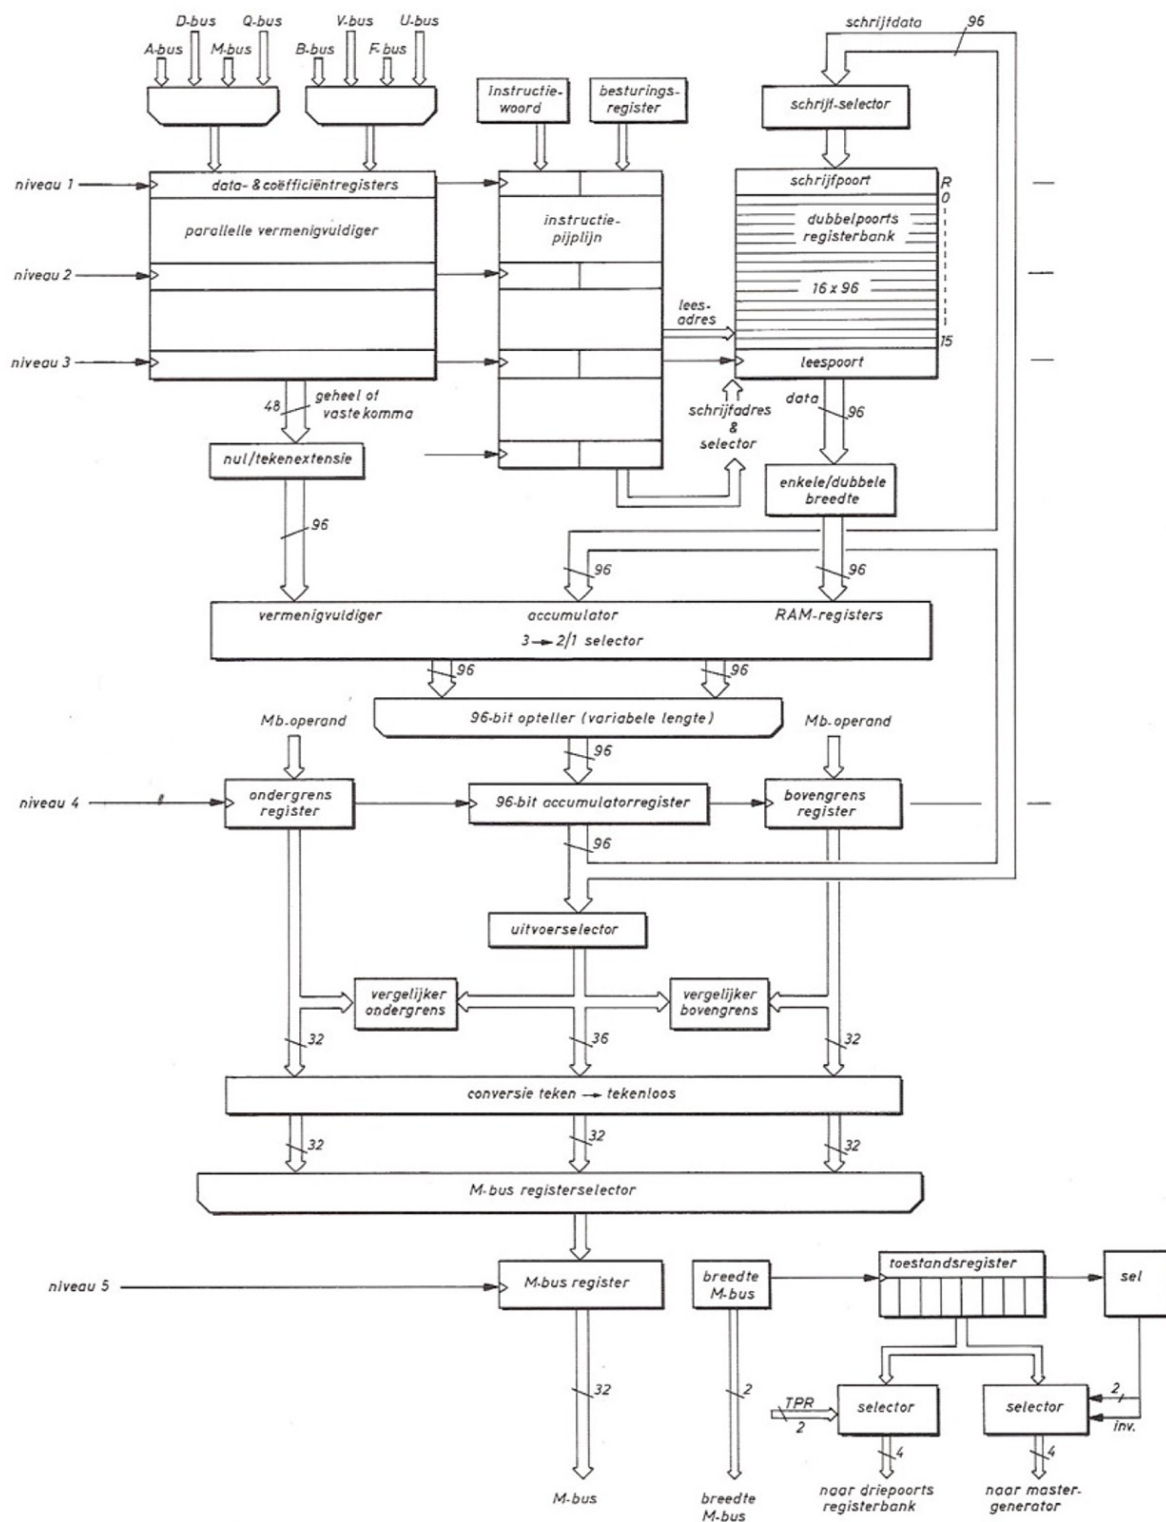 schrijfdata 96
D-bus Q-bus V-bus U-bus
A-bus M-bus B-bus F-bus
instructie-
woord
besturings-
register
schrijf-selector
niveau 1
data- & coëfficiëntregisters
schrijfpoort
R
0
parallelle vermenigvuldiger
instructie-
pijplijn
dubbelpoorts
registerbank
niveau 2
16 x 96
lees-
adres
15
niveau 3
leespoort
48
geheel of
vaste komma
schrijfadres
&
selector
data
96
nul/tekenextensie
enkele/dubbele
breedte
96
96
96
vermenigvuldiger accumulator RAM-registers
3 → 2/1 selector
96
96
96-bit opteller (variabele lengte)
Mb.operand
Mb.operand
96
niveau 4
ondergrens
register
96-bit accumulatorregister
bovengrens
register
96
uitvoerselector
vergelijker
ondergrens
vergelijker
bovengrens
32
36
32
conversie teken → tekenloos
32
32
32
M-bus registerselector
niveau 5
M-bus register
breedte
M-bus
toestandsregister
sel
32
2
TPR
2
selector
selector
2
inv.
4
4
M-bus
breedte
M-bus
naar driepoorts
registerbank
naar master-
generator